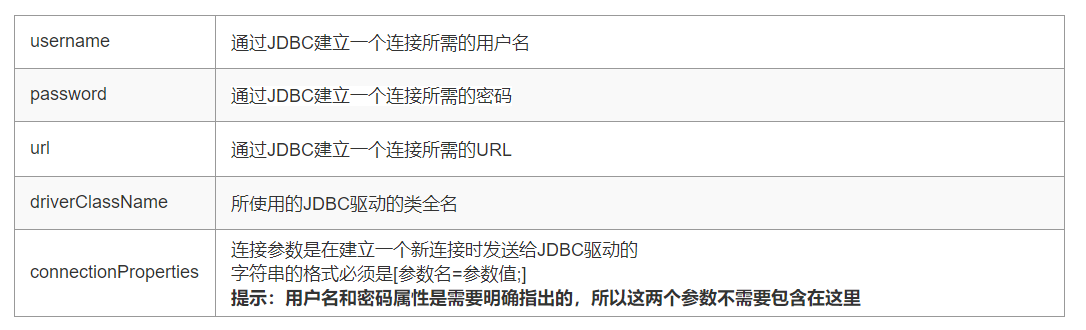 username
通过JDBC建立一个连接所需的用户名
password
通过JDBC建立一个连接所需的密码
url
通过JDBC建立一个连接所需的URL
driverClassName
所使用的JDBC驱动的类全名
connectionProperties
连接参数是在建立一个新连接时发送给JDBC驱动的
字符串的格式必须是[参数名=参数值;]
提示：用户名和密码属性是需要明确指出的，所以这两个参数不需要包含在这里